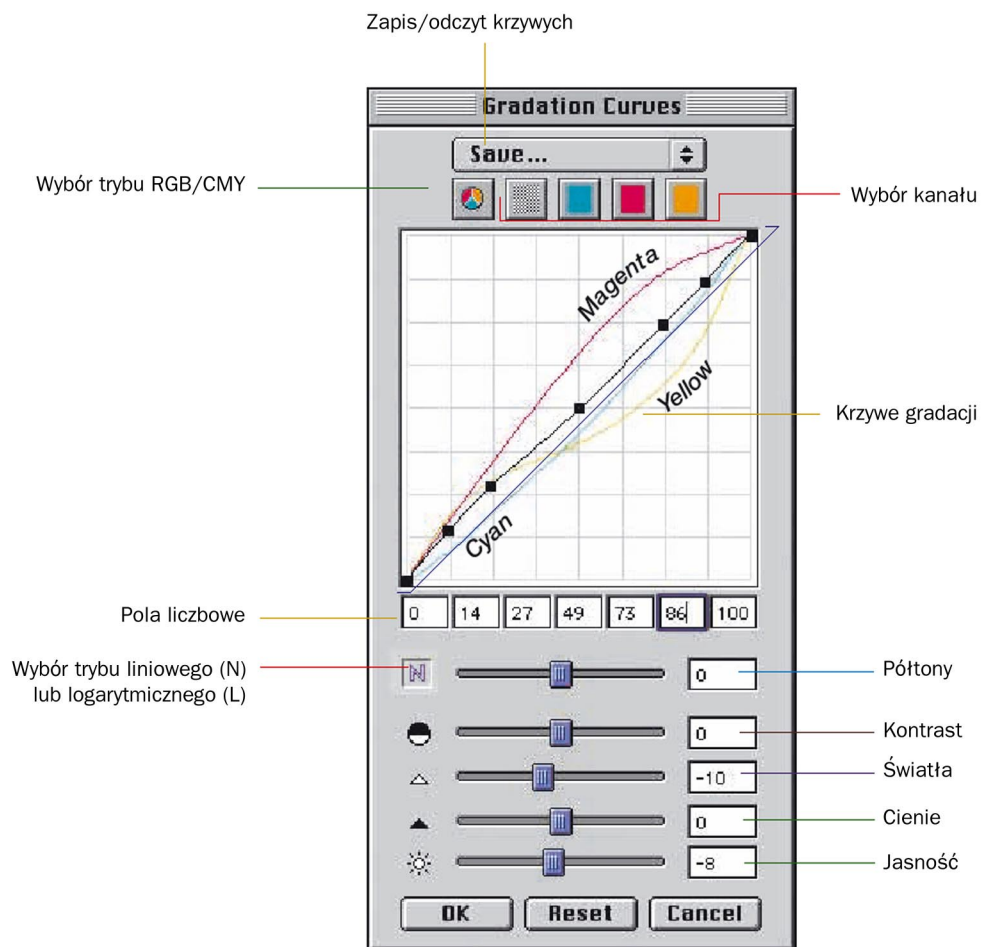 Zapis/odczyt krzywych
Gradation Curves
Save...
Wybór trybu RGB/CMY
Wybór kanału
Magenta
Yellow
Krzywe gradacji
Cyan
Pola liczbowe
0 14 27 49 73 86 100
Wybór trybu liniowego (N)
lub logarytmicznego (L)
N
0
Półtony
0
Kontrast
-10
Światła
0
Cienie
-8
Jasność
OK Reset Cancel